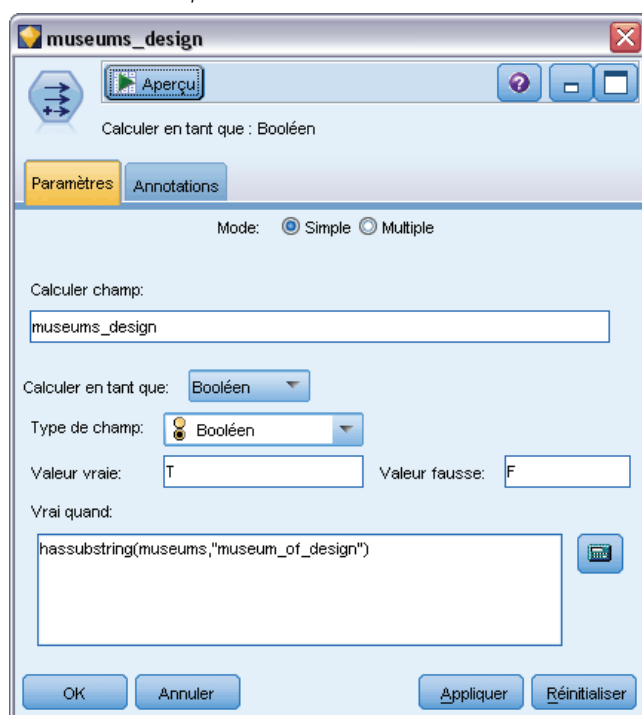 museums_design
Aperçu
Calculer en tant que : Booléen
Paramètres Annotations
Mode: Simple Multiple
Calculer champ:
museums_design
Calculer en tant que: Booléen
Type de champ: Booléen
Valeur vraie: T Valeur fausse: F
Vrai quand:
hassubstring(museums,"museum_of_design")
OK Annuler Appliquer Réinitialiser